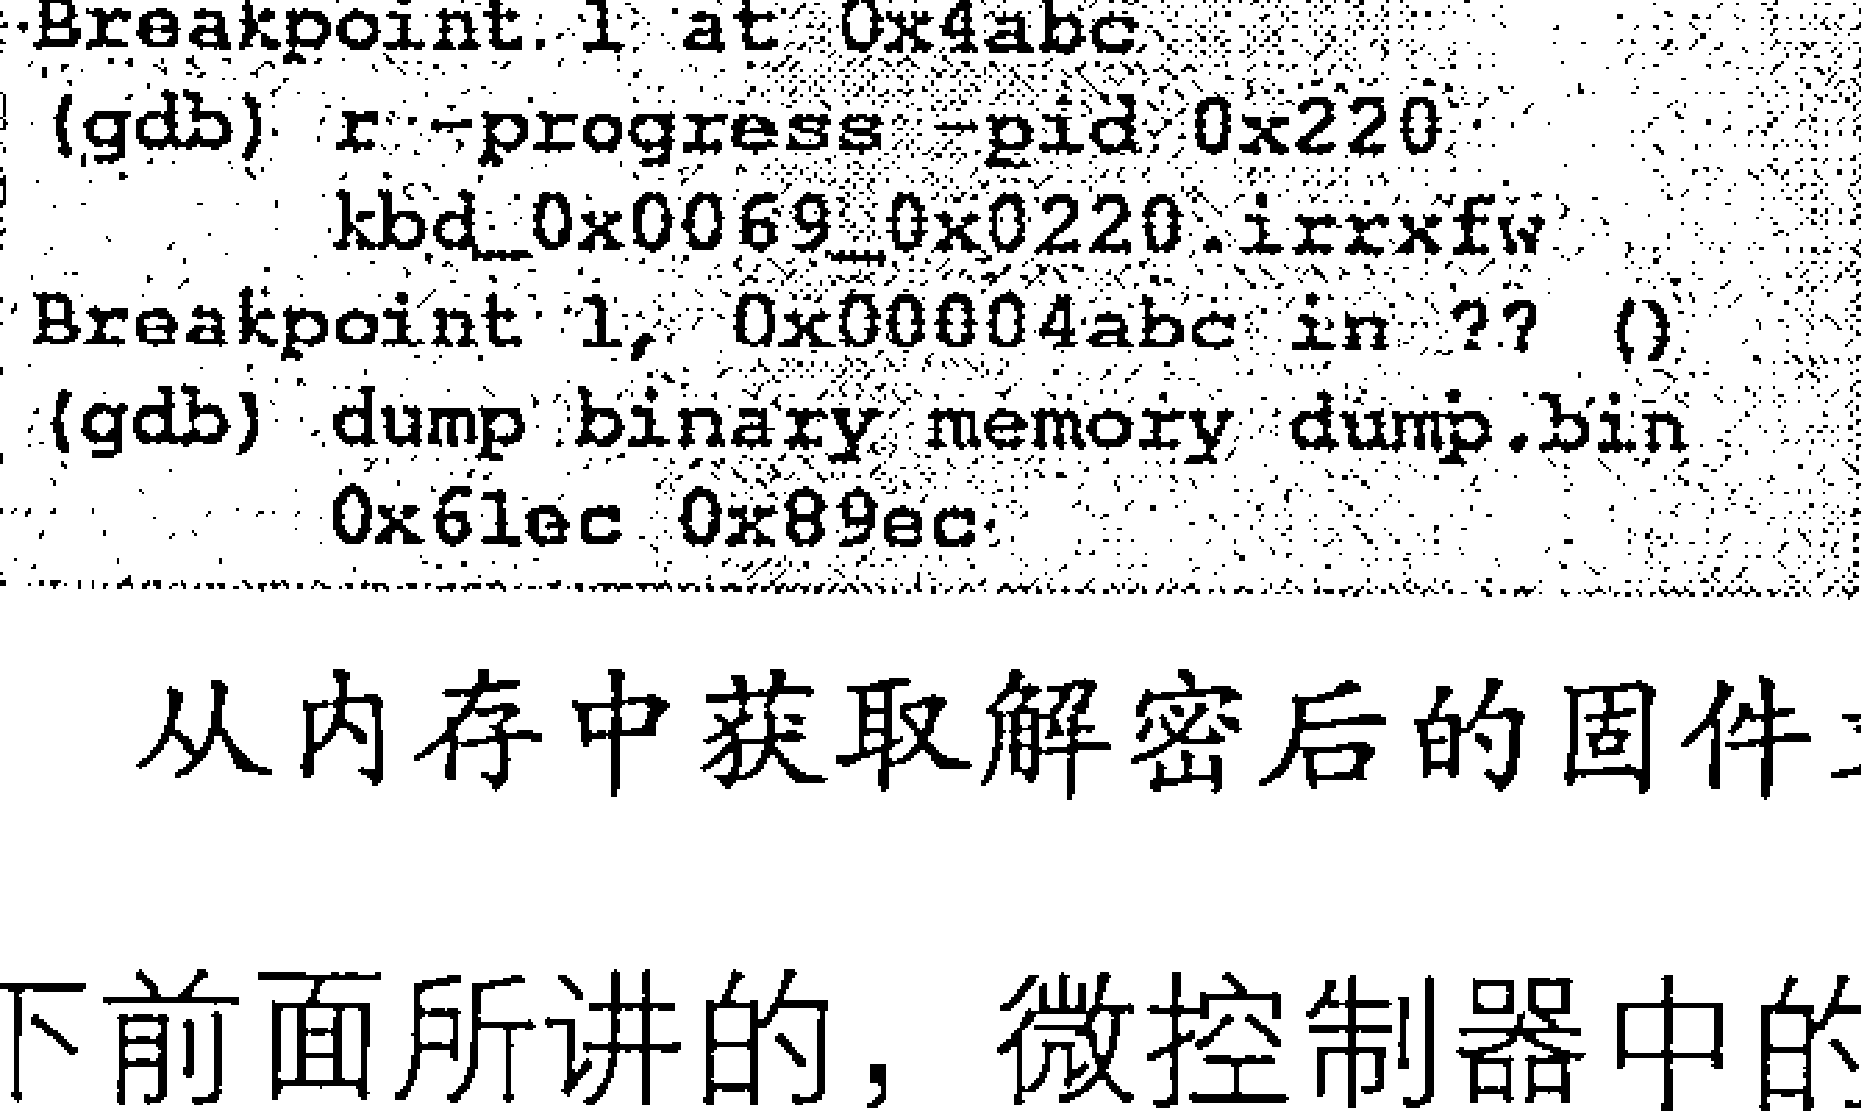 Breakpoint 1 at 0x4abc
(gdb) r -progress -pid 0x220
kbd_0x0069_0x0220.irrxfw
Breakpoint 1, 0x00004abc in ?? ()
(gdb) dump binary memory dump.bin
0x61ec 0x89ec
从内存中获取解密后的固件
下前面所讲的，微控制器中的